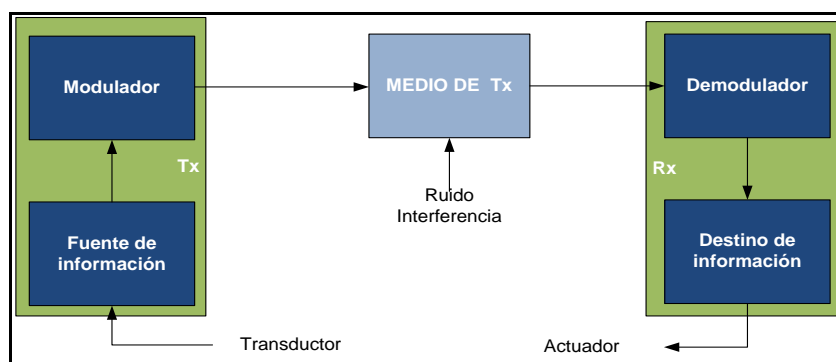 Modulador
MEDIO DE Tx
Demodulador
Tx
Rx
Ruido
Interferencia
Fuente de
información
Destino de
información
Transductor
Actuador